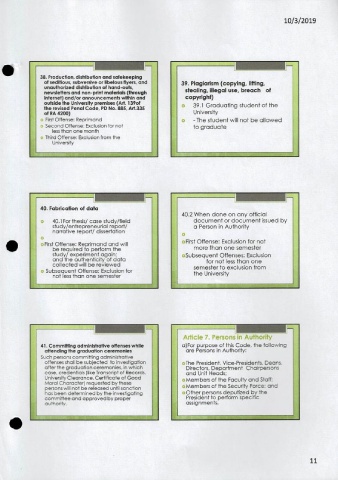 10/3/2019
38. Production, distribution and safekeeping
of seditious, subversive or libelous flyers, and
unauthorized distribution of hand-outs,
newsletters and non-print materials (through
internet) and/or announcements within and
outside the University premises (Art. 139 of
the revised Penal Code, PD No. 885, Art.335
of RA 4200)
First Offense: Reprimand
Second Offense: Exclusion for not
less than one month
Third Offense: Exclusion from the
University
39. Plagiarism (copying, lifting,
stealing, illegal use, breach of
copyright)
39.1 Graduating student of the
University
- The student will not be allowed
to graduate
40. Fabrication of data
40.1 For thesis/ case study/field
study/entrepreneurial report/
narrative report/ dissertation
First Offense: Reprimand and will
be required to perform the
study/ experiment again;
and the authenticity of data
collected will be reviewed
Subsequent Offense: Exclusion for
not less than one semester
40.2 When done on any official
document or document issued by
a Person in Authority
First Offense: Exclusion for not
more than one semester
Subsequent Offenses: Exclusion
for not less than one
semester to exclusion from
the University
41. Committing administrative offenses while
attending the graduation ceremonies
Such persons committing administrative
offenses shall be subjected to investigation
after the graduation ceremonies, in which
case, credentials (like Transcript of Records,
University Clearance, Certificate of Good
Moral Character) requested by these
persons will not be released until sanction
has been determined by the investigating
committee and approved by proper
authority.
Article 7. Persons in Authority
a) For purpose of this Code, the following
are Persons in Authority:
The President, Vice-Presidents, Deans,
Directors, Department Chairpersons
and Unit Heads;
Members of the Faculty and Staff;
Members of the Security Force; and
Other persons deputized by the
President to perform specific
assignments.
11